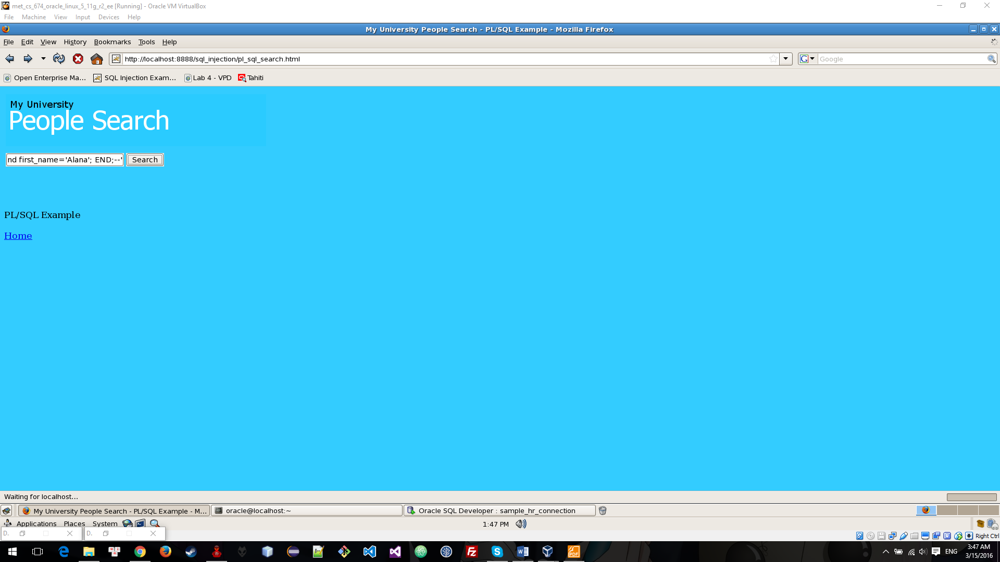 met_cs_674_oracle_linux_5_11g_r2_ee [Running] - Oracle VM VirtualBox
File Machine View Input Devices Help
My University People Search - PL/SQL Example - Mozilla Firefox
File Edit View History Bookmarks Tools Help
http://localhost:8888/sql_injection/pl_sql_search.html
G Google
Open Enterprise Ma... SQL Injection Exam... Lab 4 - VPD Tahiti
My University
People Search
nd first_name='Alana'; END;--' Search
PL/SQL Example
Home
Waiting for localhost...
My University People Search - PL/SQL Example - M... oracle@localhost:~ Oracle SQL Developer : sample_hr_connection
Applications Places System 1:47 PM
D. D.
Right Ctrl
ENG 3:47 AM
3/15/2016